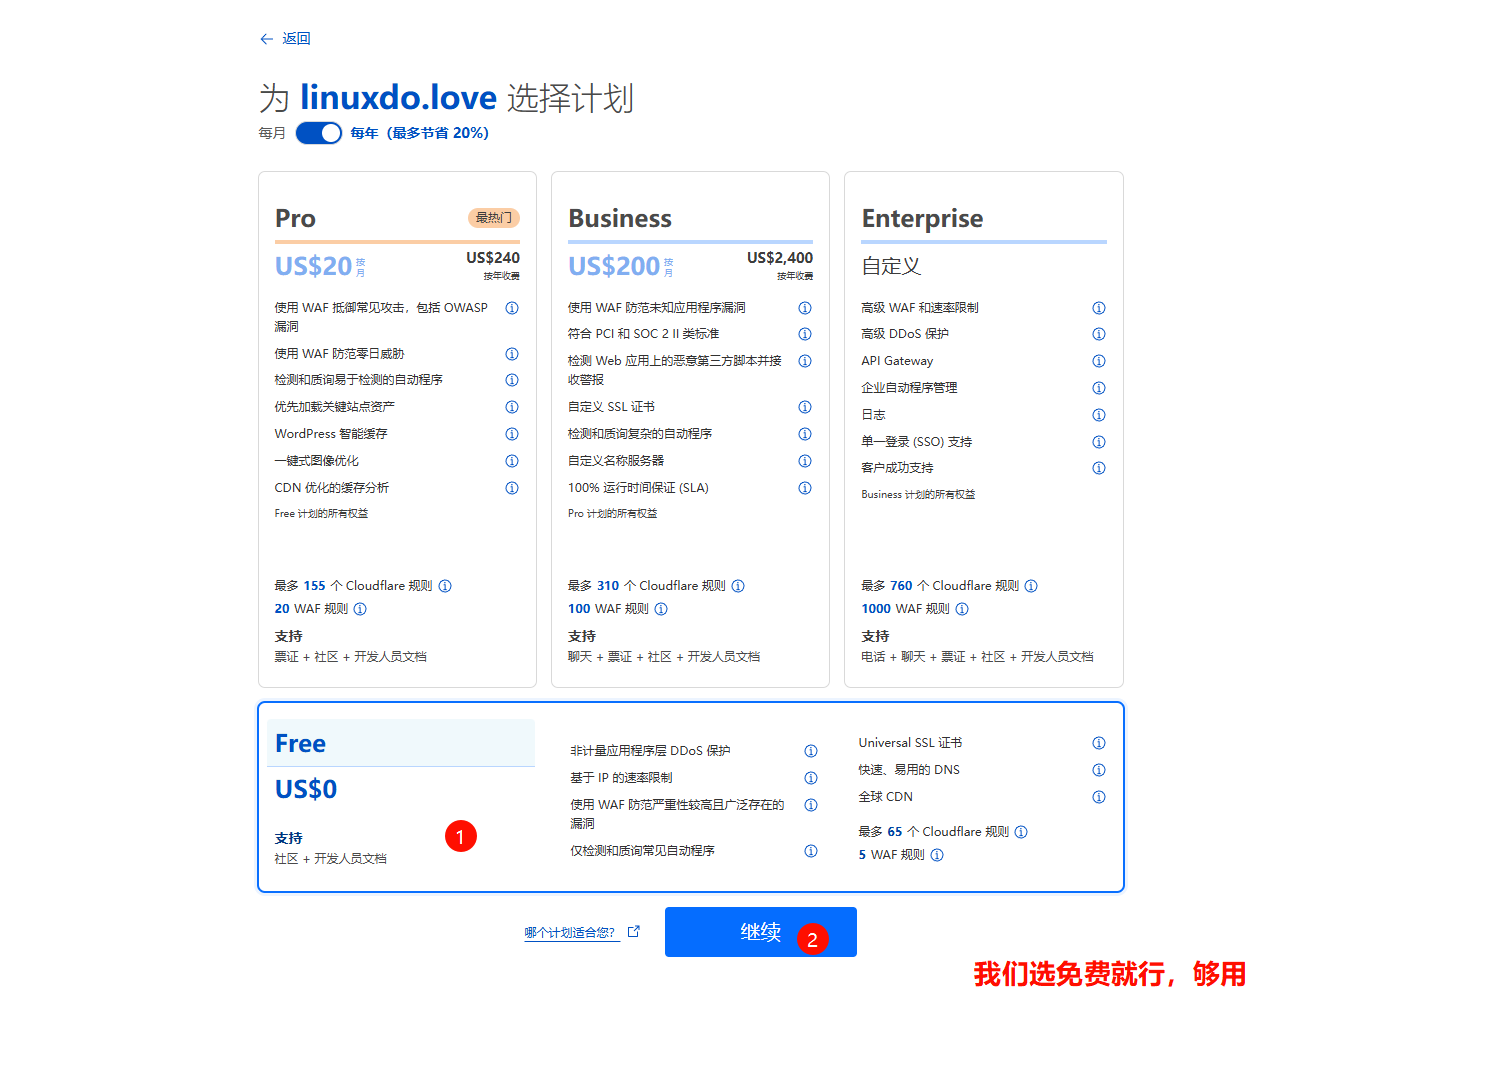 返回
为 linuxdo.love 选择计划
每月 每年（最多节省 20%）
Pro 最热门
US$20 按月 US$240 按年收费
使用 WAF 抵御常见攻击，包括 OWASP
漏洞
使用 WAF 防范零日威胁
检测和质询易于检测的自动程序
优先加载关键站点资产
WordPress 智能缓存
一键式图像优化
CDN 优化的缓存分析
Free 计划的所有权益
最多 155 个 Cloudflare 规则
20 WAF 规则
支持
票证 + 社区 + 开发人员文档
Business
US$200 按月 US$2,400 按年收费
使用 WAF 防范未知应用程序漏洞
符合 PCI 和 SOC 2 II 类标准
检测 Web 应用上的恶意第三方脚本并接
收警报
自定义 SSL 证书
检测和质询复杂的自动程序
自定义名称服务器
100% 运行时间保证 (SLA)
Pro 计划的所有权益
最多 310 个 Cloudflare 规则
100 WAF 规则
支持
聊天 + 票证 + 社区 + 开发人员文档
Enterprise
自定义
高级 WAF 和速率限制
高级 DDoS 保护
API Gateway
企业自动程序管理
日志
单一登录 (SSO) 支持
客户成功支持
Business 计划的所有权益
最多 760 个 Cloudflare 规则
1000 WAF 规则
支持
电话 + 聊天 + 票证 + 社区 + 开发人员文档
Free
US$0
支持
社区 + 开发人员文档
1
非计量应用程序层 DDoS 保护
基于 IP 的速率限制
使用 WAF 防范严重性较高且广泛存在的
漏洞
仅检测和质询常见自动程序
Universal SSL 证书
快速、易用的 DNS
全球 CDN
最多 65 个 Cloudflare 规则
5 WAF 规则
哪个计划适合您?
继续 2
我们选免费就行，够用